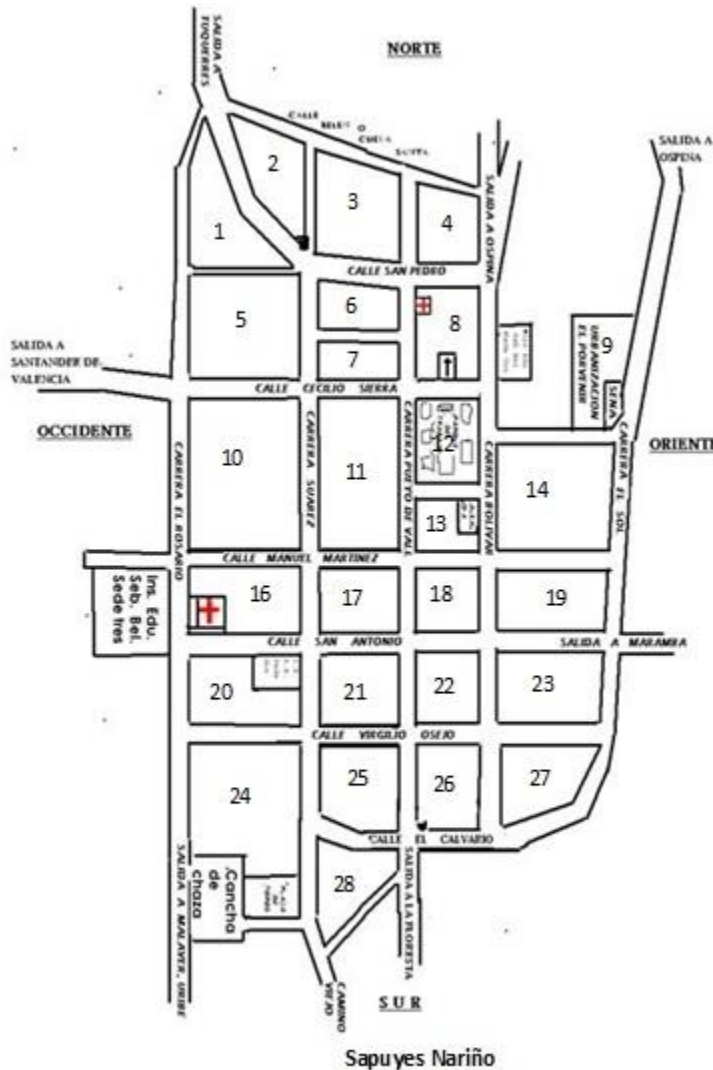 NORTE
SALIDA A
TUQUERRES
CALLE
SANTA
SALIDA A
OSPINA
SALIDA A OSPINA
2
3
4
1
CALLE SAN PEDRO
5
6
8
7
9
URBANIZACION
EL PORVENIR
SENA
SALIDA A
SANTANDER DE
VALENCIA
CALLE CECILIO SIERRA
OCCIDENTE
ORIENTE
CARRERA EL ROSARIO
CARRERA SUAREZ
CARRERA PUEYO DE VALL
CARRERA BOLIVAR
CARRERA EL SOL
10
11
12
13
14
CALLE MANUEL MARTINEZ
Ins. Edu.
Seb. Bel.
Sede tres
16
17
18
19
CALLE SAN ANTONIO
SALIDA A MARAMBA
20
21
22
23
CALLE VIRGILIO OSEJO
24
25
26
27
CALLE EL CALVARIO
SALIDA A MALAVER, URIBE
.Cancha
de
chaza
28
SALIDA A LA FLORESTA
CAMINO
VIEJO
SUR
Sapuyes Nariño